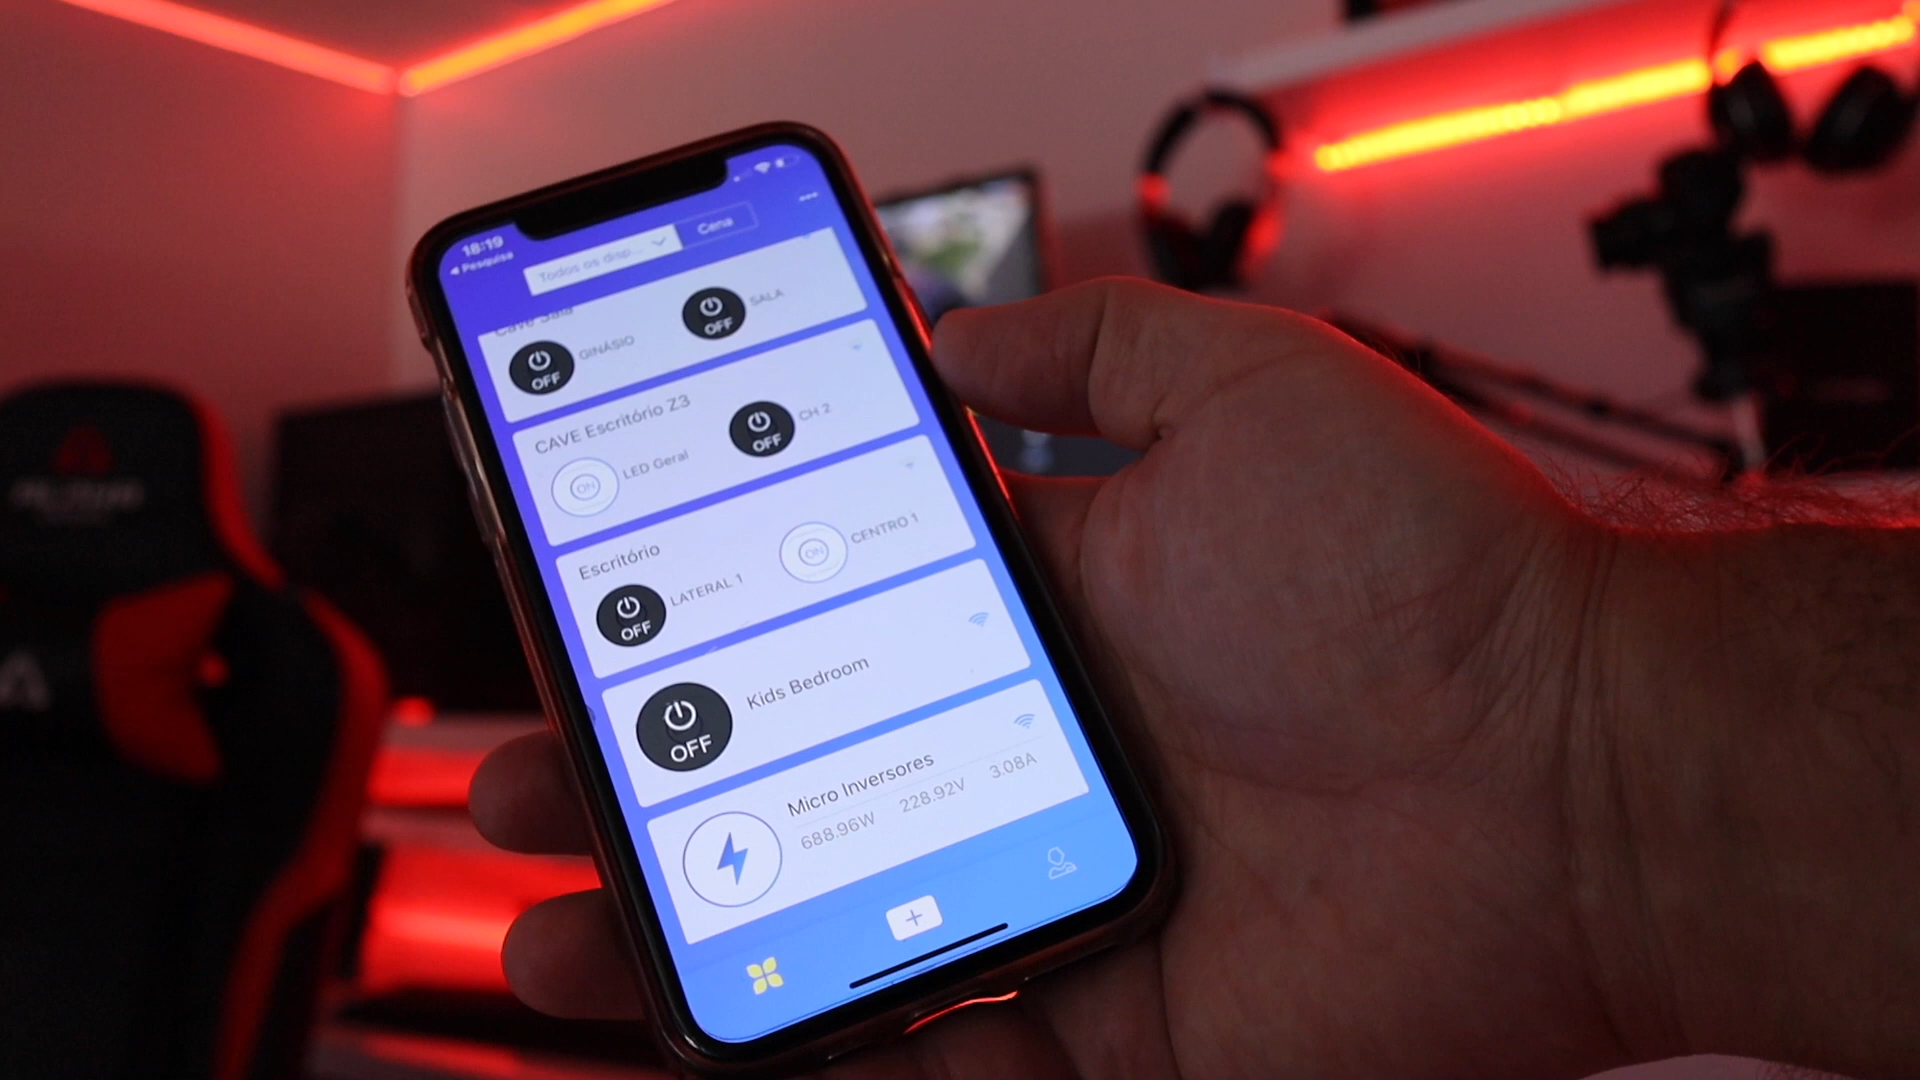 18:19
◀ Pesquisa
Todos os disp...
Cena
Cave Sala
OFF
GINÁSIO
OFF
SALA
CAVE Escritório Z3
ON
LED Geral
OFF
CH 2
Escritório
OFF
LATERAL 1
ON
CENTRO 1
OFF
Kids Bedroom
Micro Inversores
688.96W 228.92V 3.08A